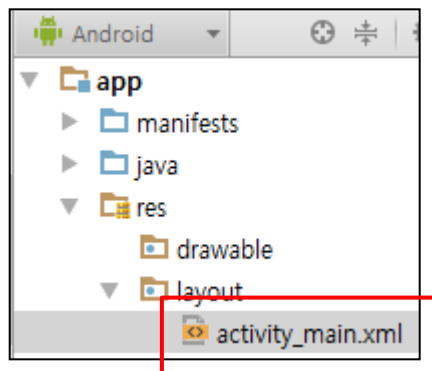 Android
app
manifests
java
res
drawable
layout
activity_main.xml